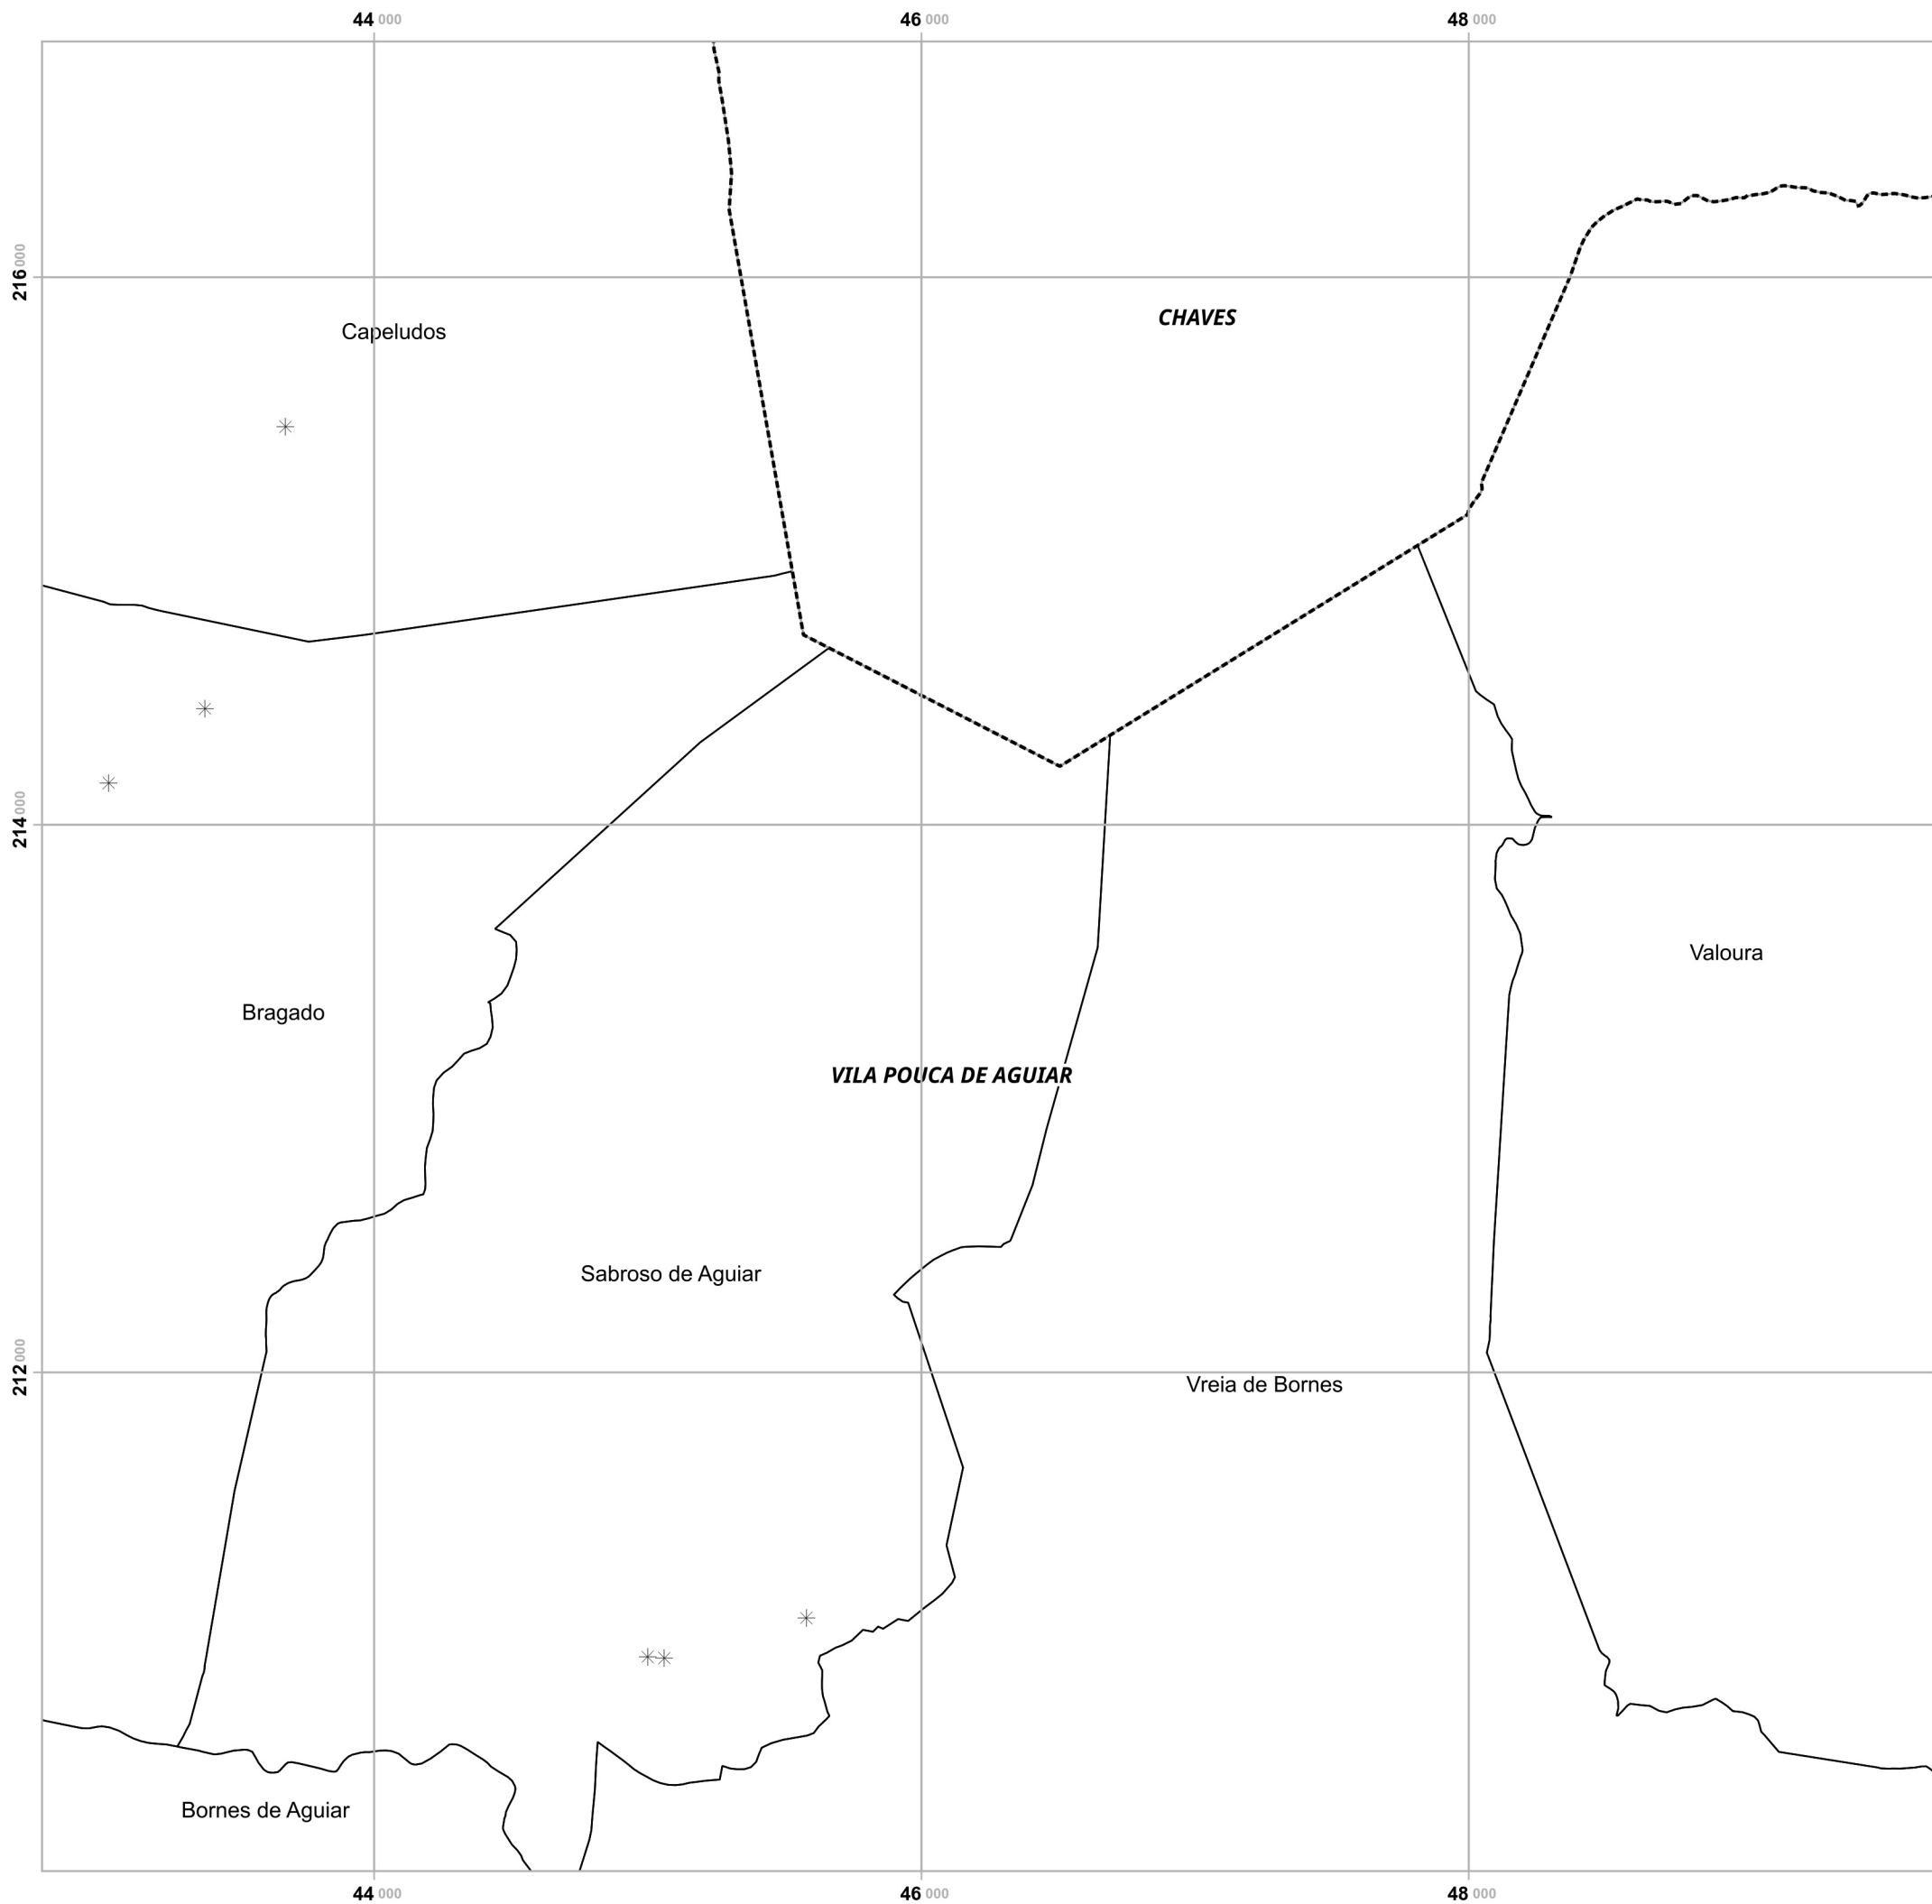 44 000
46 000
48 000
216 000
CHAVES
Capeludos
214 000
Valoura
Bragado
VILA POUCA DE AGUIAR
Sabroso de Aguiar
212 000
Vreia de Bornes
Bornes de Aguiar
44 000
46 000
48 000